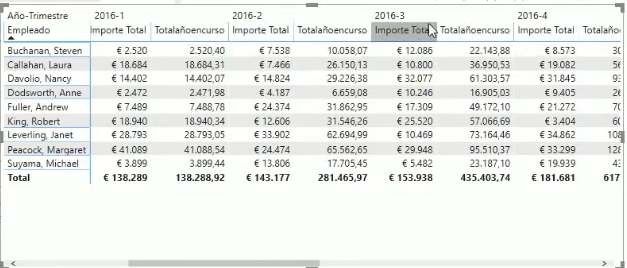 Año-Trimestre 2016-1 2016-2 2016-3 2016-4
Empleado Importe Total Totalañoencurso Importe Total Totalañoencurso Importe Total Totalañoencurso Importe Total Totalaño
Buchanan, Steven € 2.520 2.520,40 € 7.538 10.058,07 € 12.086 22.143,88 € 8.573 30
Callahan, Laura € 18.684 18.684,31 € 7.466 26.150,13 € 10.800 36.950,53 € 19.082 56
Davolio, Nancy € 14.402 14.402,07 € 14.824 29.226,38 € 32.077 61.303,57 € 31.845 93
Dodsworth, Anne € 2.472 2.471,98 € 4.187 6.659,08 € 10.246 16.905,03 € 9.405 26
Fuller, Andrew € 7.489 7.488,78 € 24.374 31.862,95 € 17.309 49.172,10 € 21.272 70
King, Robert € 18.940 18.940,34 € 12.606 31.546,26 € 25.520 57.066,69 € 3.404 60
Leverling, Janet € 28.793 28.793,05 € 33.902 62.694,99 € 10.469 73.164,46 € 34.862 108
Peacock, Margaret € 41.089 41.088,54 € 24.474 65.562,65 € 29.948 95.510,37 € 33.299 128
Suyama, Michael € 3.899 3.899,44 € 13.806 17.705,45 € 5.482 23.187,10 € 19.939 43
Total € 138.289 138.288,92 € 143.177 281.465,97 € 153.938 435.403,74 € 181.681 617